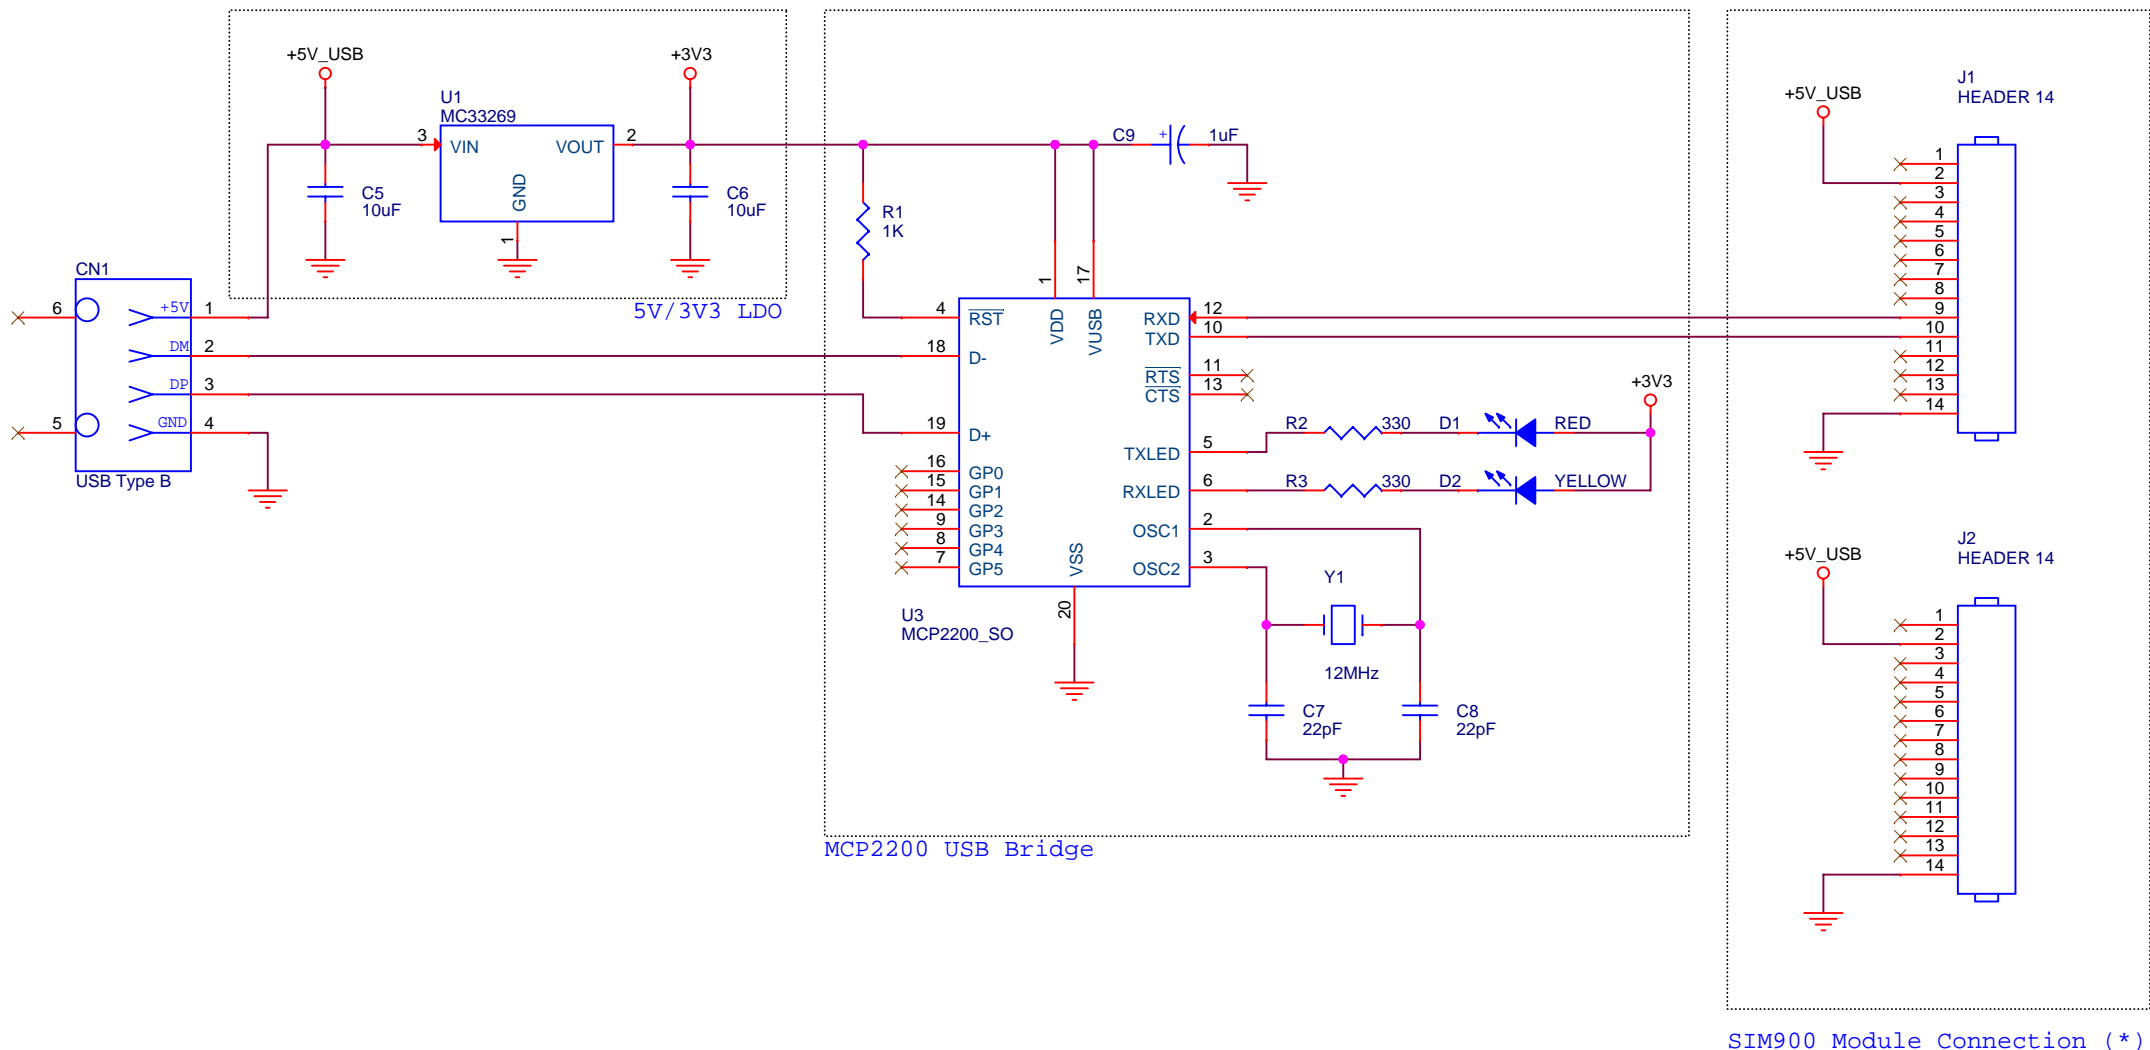 +5V_USB
+3V3
U1
MC33269
3
VIN
VOUT
2
GND
1
C5
10uF
C6
10uF
5V/3V3 LDO
CN1
6
5
+5V
1
DM
2
DP
3
GND
4
USB Type B
C9
+
1uF
R1
1K
1
17
VDD
VUSB
4
RST
18
D-
19
D+
16
GP0
15
GP1
14
GP2
9
GP3
8
GP4
7
GP5
VSS
20
U3
MCP2200_SO
RXD
12
TXD
10
RTS
11
CTS
13
TXLED
5
RXLED
6
OSC1
2
OSC2
3
R2
330
D1
RED
+3V3
R3
330
D2
YELLOW
Y1
12MHz
C7
22pF
C8
22pF
MCP2200 USB Bridge
+5V_USB
J1
HEADER 14
1
2
3
4
5
6
7
8
9
10
11
12
13
14
+5V_USB
J2
HEADER 14
1
2
3
4
5
6
7
8
9
10
11
12
13
14
SIM900 Module Connection (*)